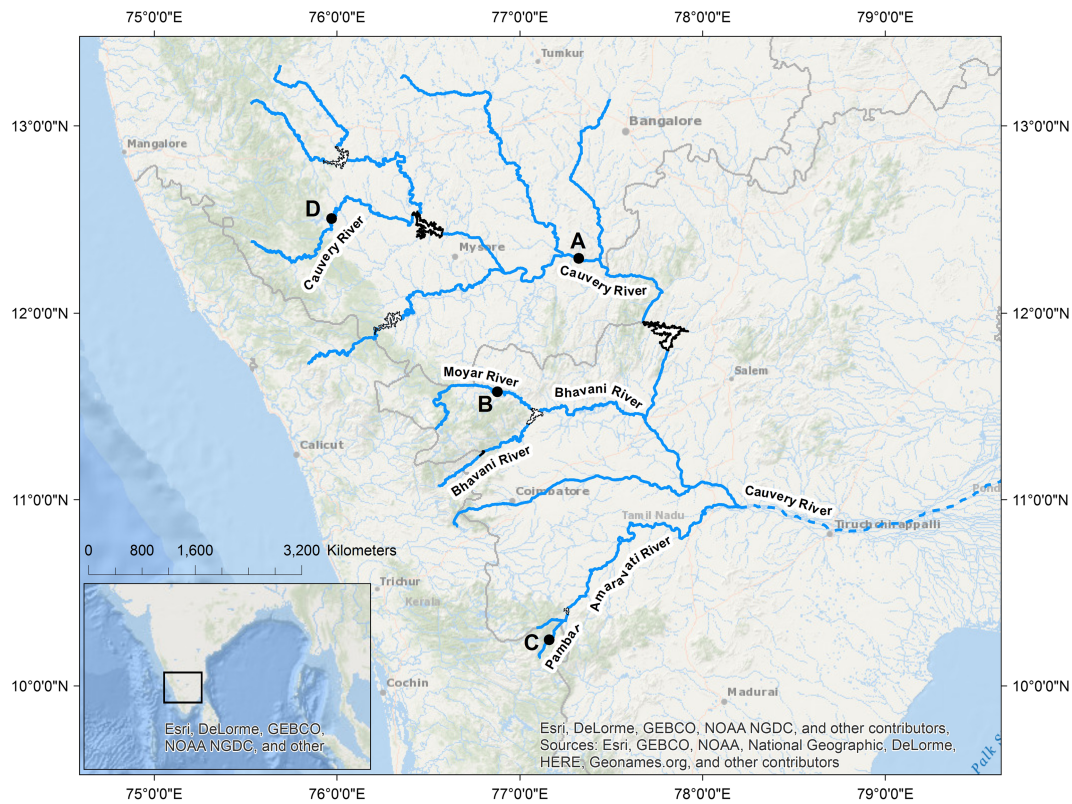 75°0'0"E 76°0'0"E 77°0'0"E 78°0'0"E 79°0'0"E
Tumkur
13°0'0"N
Bangalore
13°0'0"N
Mangalore
D
Cauvery River
Mysore
A
Cauvery River
12°0'0"N
12°0'0"N
Moyar River
B
Bhavani River
Salem
Calicut
Bhavani River
11°0'0"N
Coimbatore
Cauvery River
Pond
11°0'0"N
Tamil Nadu
Tiruchchirappalli
0 800 1,600 3,200 Kilometers
Amaravati River
Trichur
Kerala
C
Pambar
10°0'0"N
Cochin
Madurai
10°0'0"N
Esri, DeLorme, GEBCO,
NOAA NGDC, and other
Esri, DeLorme, GEBCO, NOAA NGDC, and other contributors,
Sources: Esri, GEBCO, NOAA, National Geographic, DeLorme,
HERE, Geonames.org, and other contributors
Palk S
75°0'0"E 76°0'0"E 77°0'0"E 78°0'0"E 79°0'0"E